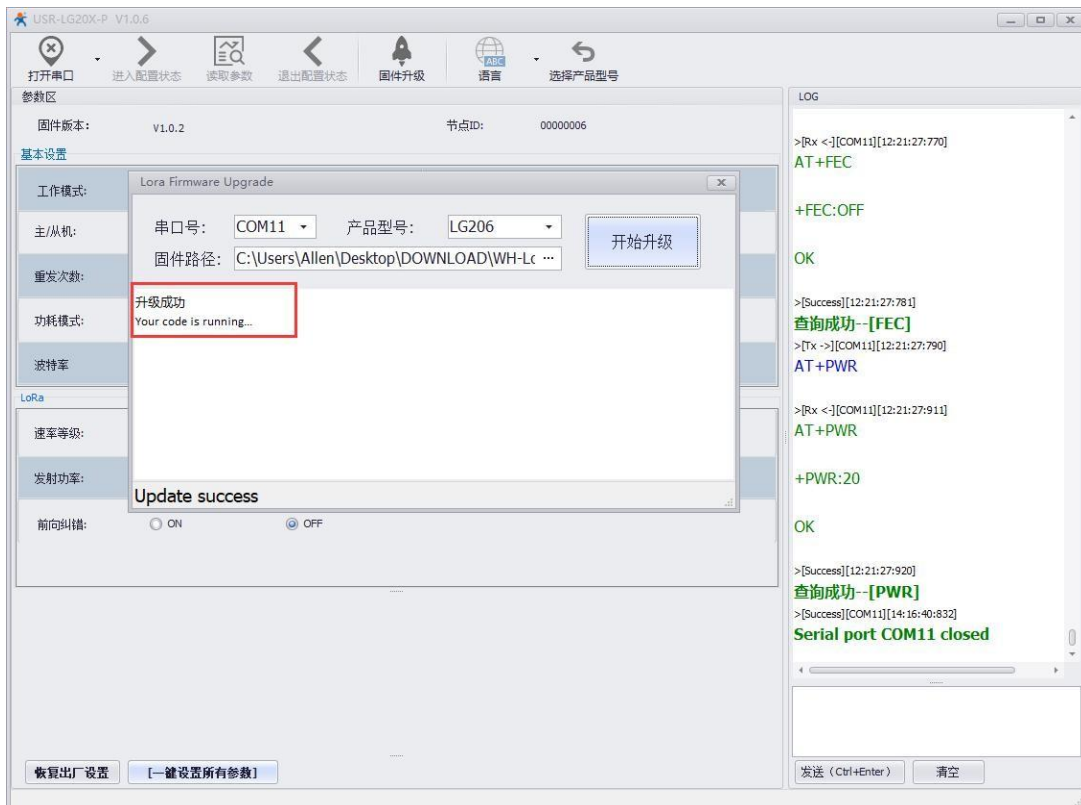 USR-LG20X-P V1.0.6
打开串口 进入配置状态 读取参数 退出配置状态 固件升级 ABC 语言 选择产品型号
参数区
固件版本: V1.0.2 节点ID: 00000006
基本设置
工作模式:
主/从机:
重发次数:
功耗模式:
波特率
LoRa
速率等级:
发射功率:
前向纠错: ON OFF
Lora Firmware Upgrade
串口号: COM11 产品型号: LG206
固件路径: C:\Users\Allen\Desktop\DOWNLOAD\WH-Lc ...
开始升级
升级成功
Your code is running...
Update success
恢复出厂设置 [一键设置所有参数]
LOG
>[Rx <-][COM11][12:21:27:770]
AT+FEC
+FEC:OFF
OK
>[Success][12:21:27:781]
查询成功--[FEC]
>[Tx ->][COM11][12:21:27:790]
AT+PWR
>[Rx <-][COM11][12:21:27:911]
AT+PWR
+PWR:20
OK
>[Success][12:21:27:920]
查询成功--[PWR]
>[Success][COM11][14:16:40:832]
Serial port COM11 closed
发送 (Ctrl+Enter) 清空